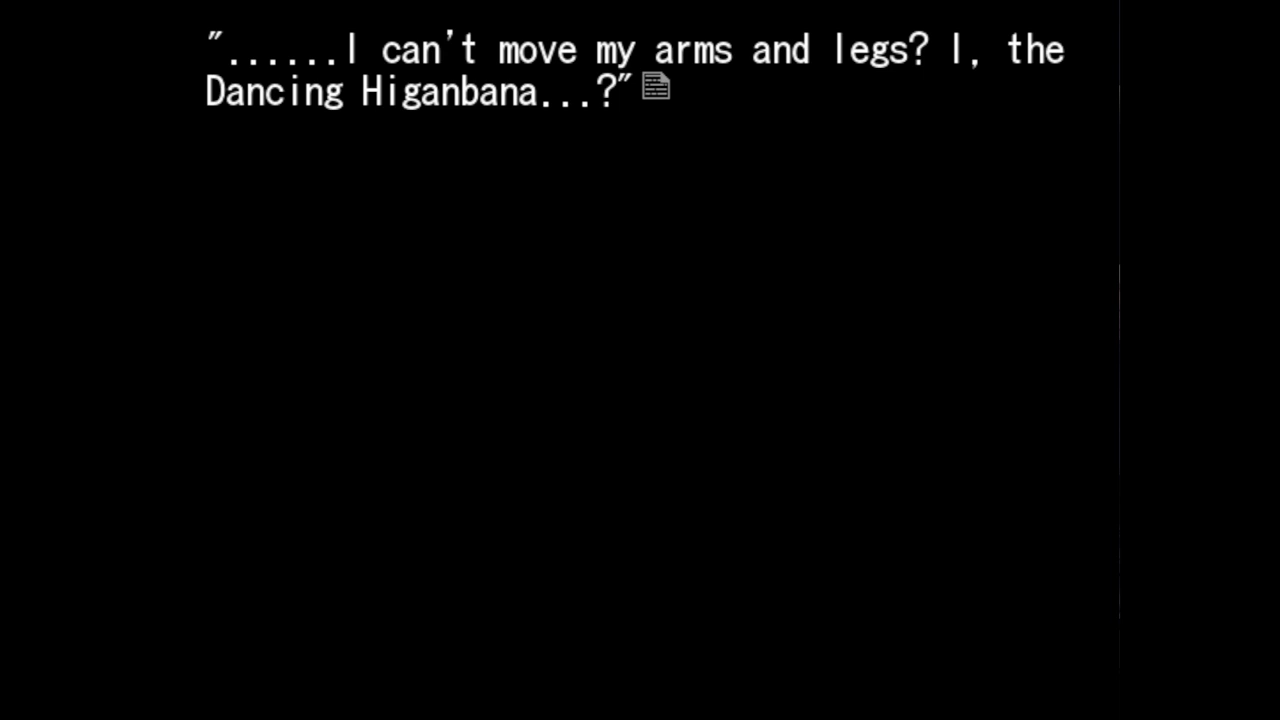 "......I can't move my arms and legs? I, the
Dancing Higanbana...?"